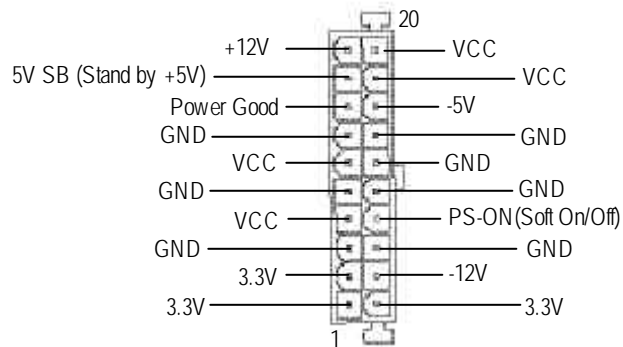 20
+12V VCC
5V SB (Stand by +5V) VCC
Power Good -5V
GND GND
VCC GND
GND GND
VCC PS-ON(Soft On/Off)
GND GND
3.3V -12V
3.3V 3.3V
1